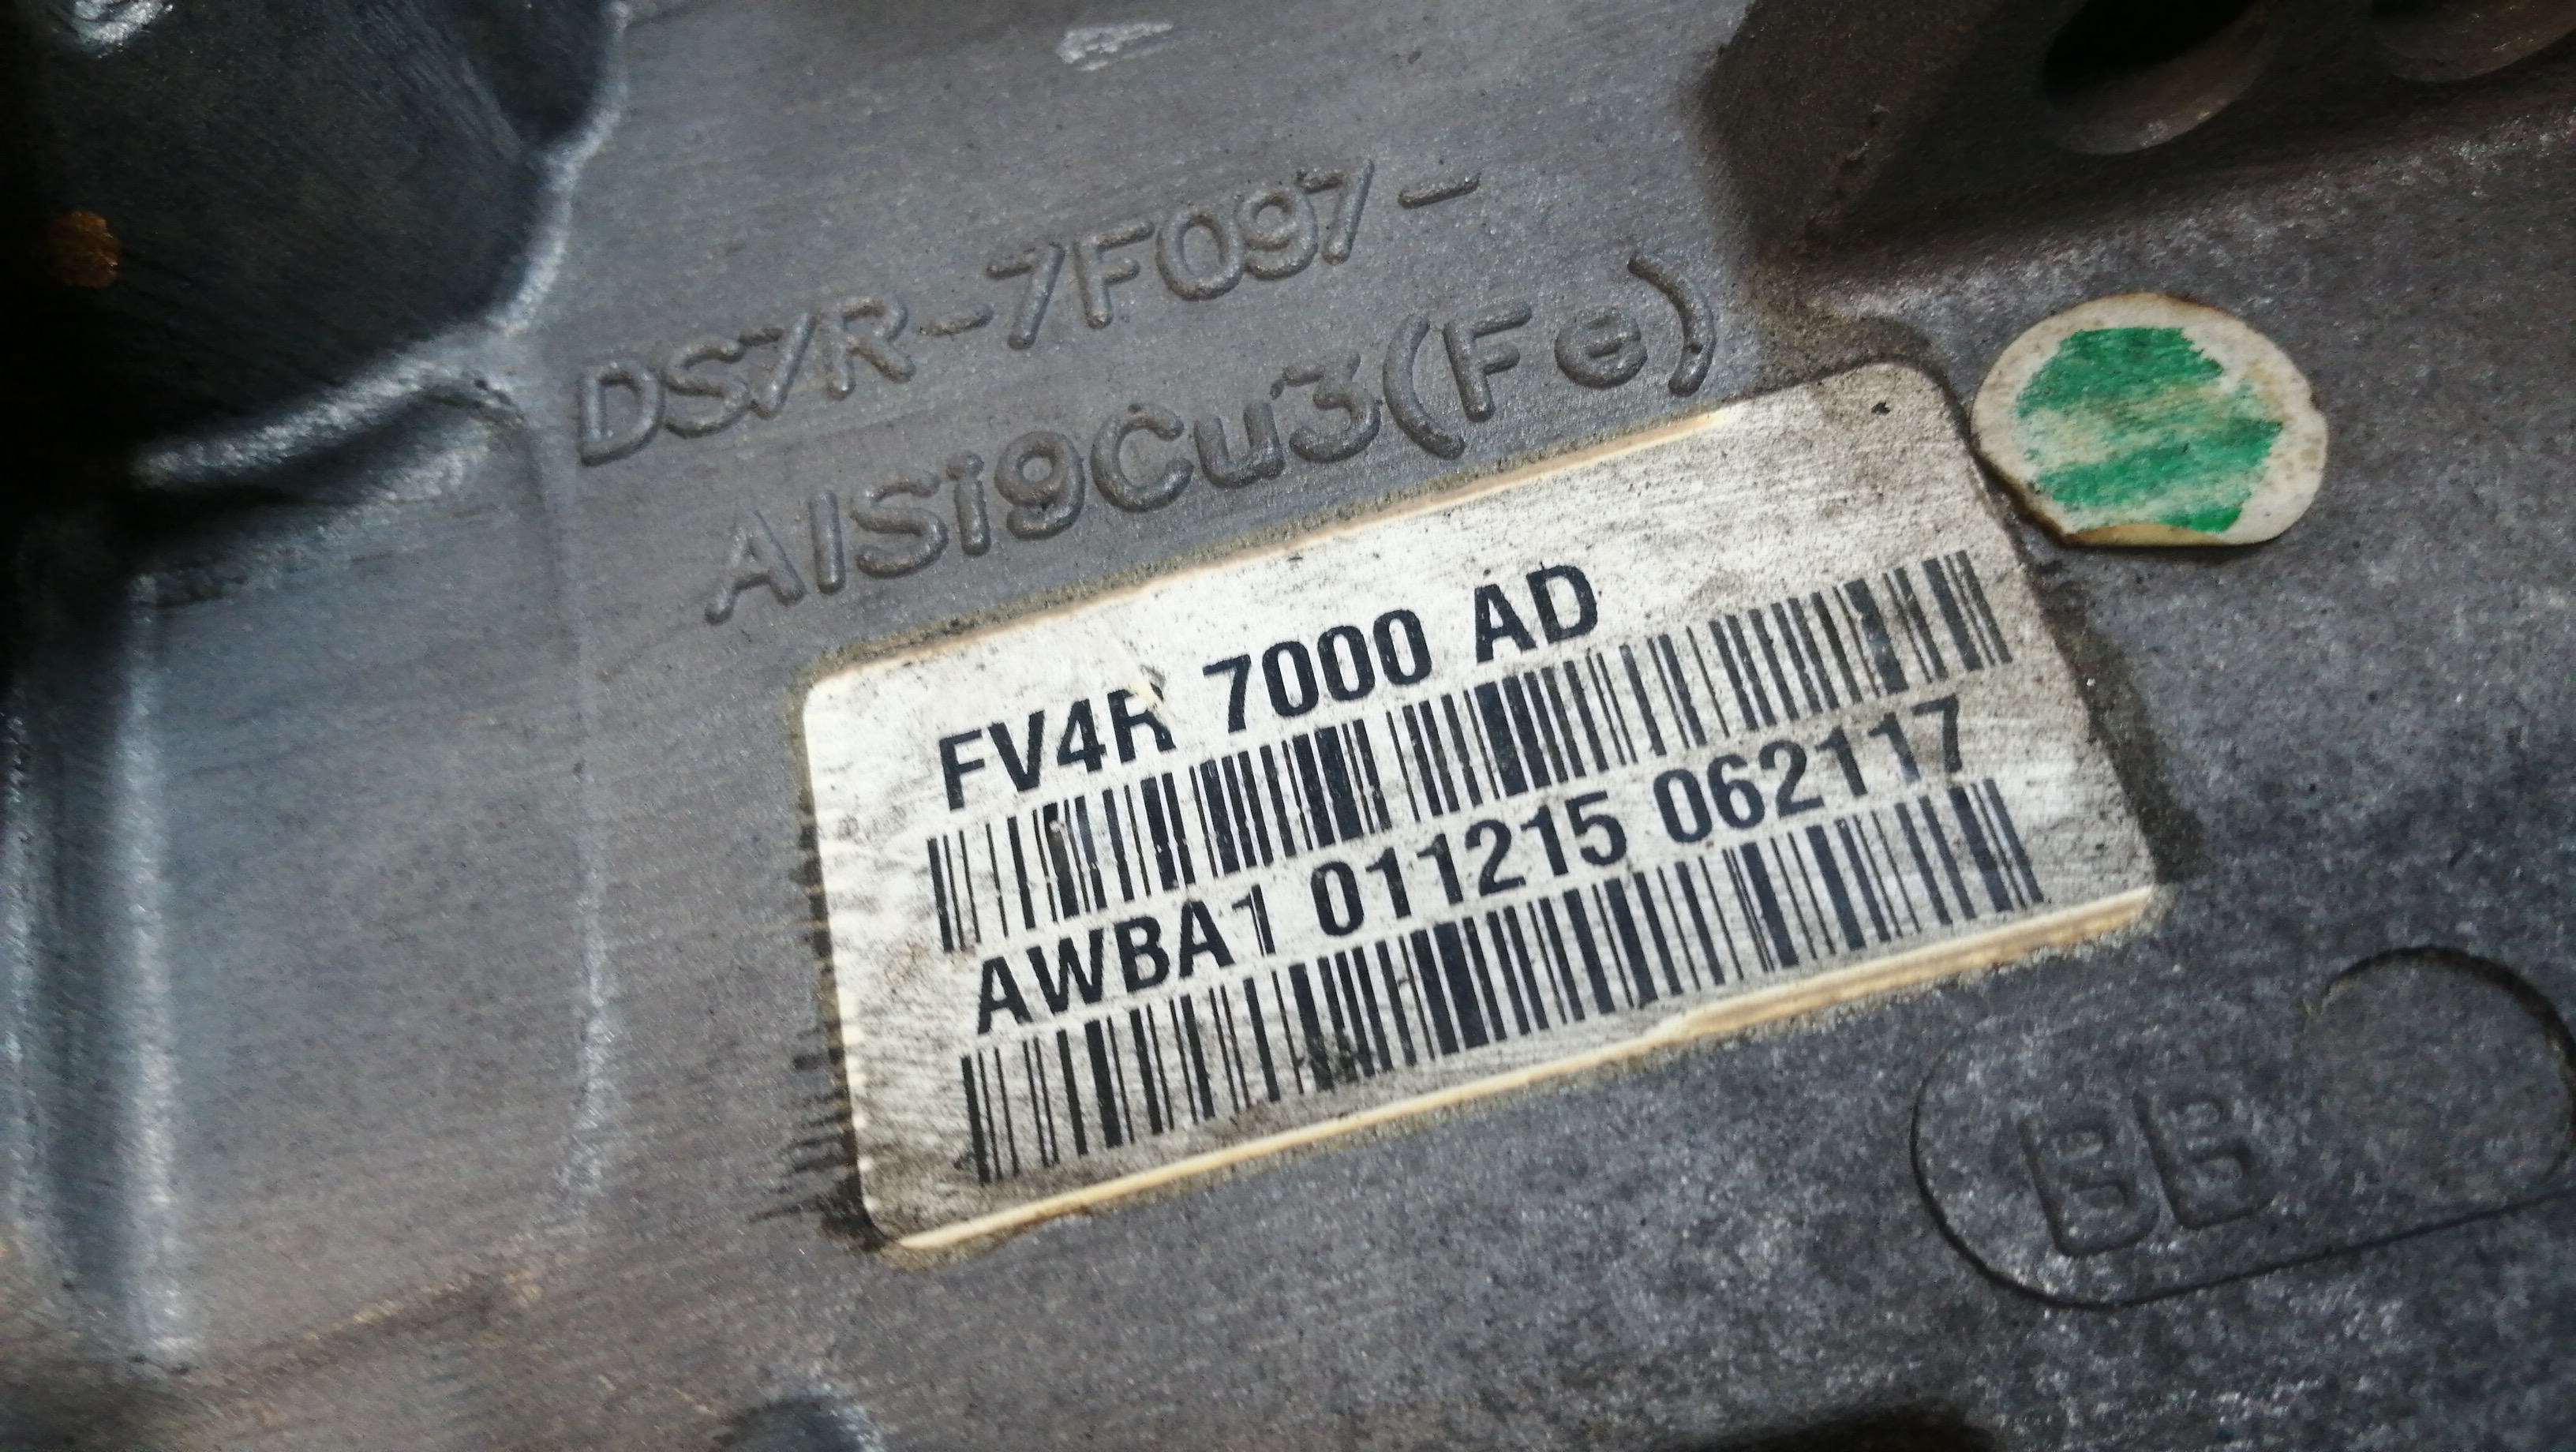 DS7R-7F097-
AlSi9Cu3(Fe)
FV4R 7000 AD
AWBA1 011215 062117